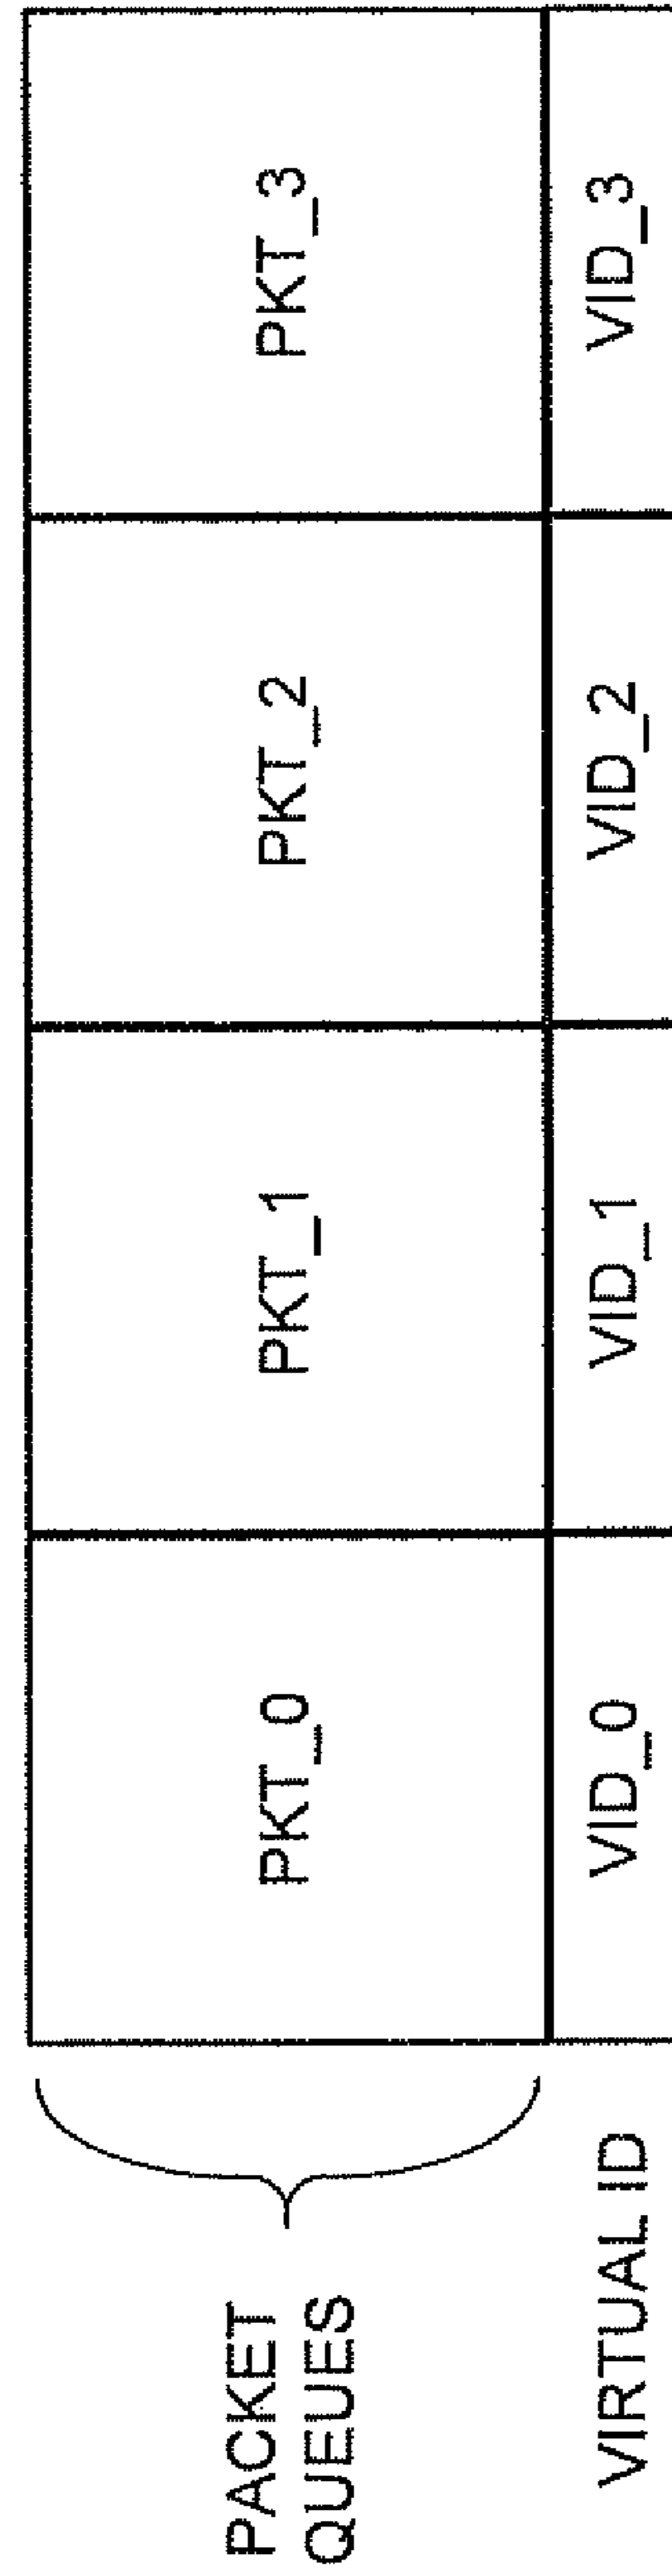 PACKET
QUEUES
PKT_0
PKT_1
PKT_2
PKT_3
VIRTUAL ID
VID_0
VID_1
VID_2
VID_3